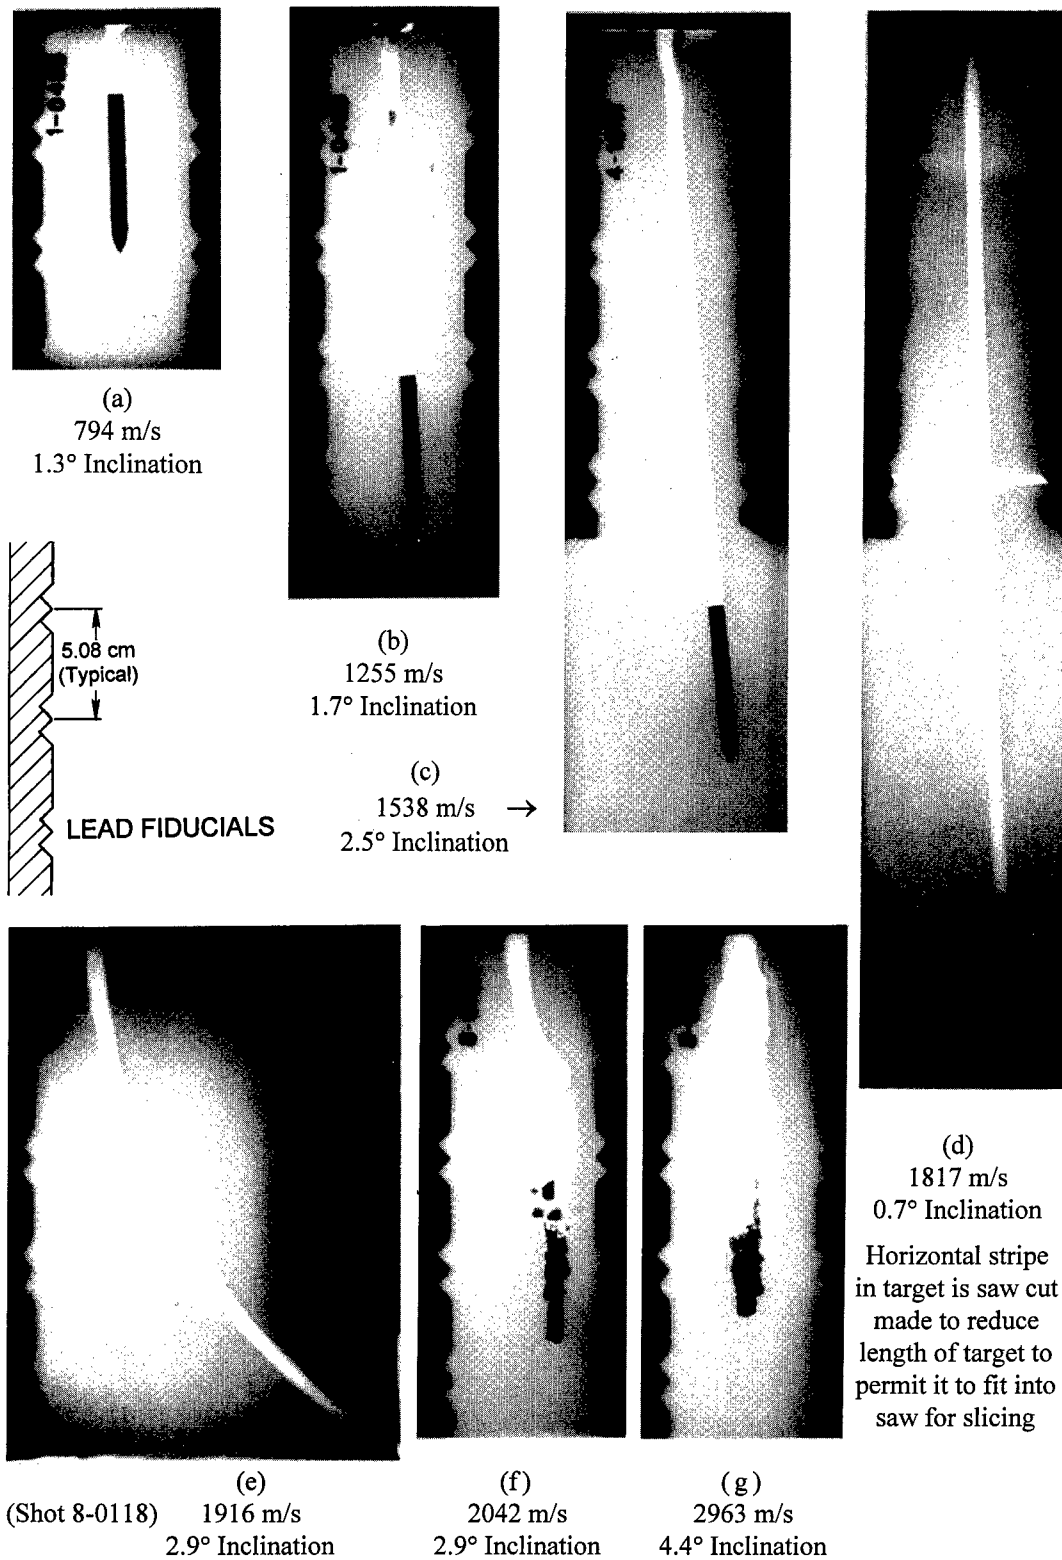 (a)
794 m/s
1.3° Inclination
5.08 cm
(Typical)
LEAD FIDUCIALS
(b)
1255 m/s
1.7° Inclination
(c)
1538 m/s →
2.5° Inclination
(d)
1817 m/s
0.7° Inclination
Horizontal stripe
in target is saw cut
made to reduce
length of target to
permit it to fit into
saw for slicing
(e)
(Shot 8-0118) 1916 m/s
2.9° Inclination
(f)
2042 m/s
2.9° Inclination
(g)
2963 m/s
4.4° Inclination